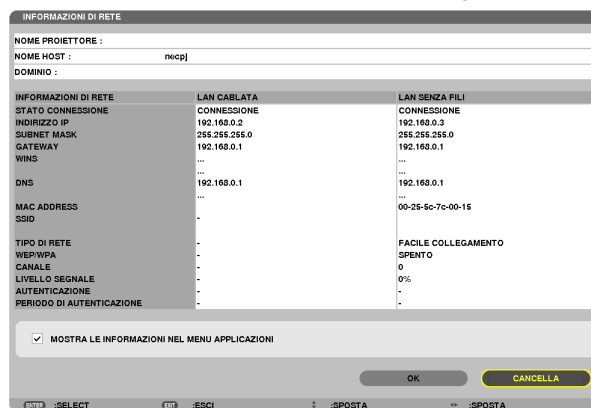 INFORMAZIONI DI RETE
NOME PROIETTORE :
NOME HOST : necpj
DOMINIO :
INFORMAZIONI DI RETE LAN CABLATA LAN SENZA FILI
STATO CONNESSIONE CONNESSIONE CONNESSIONE
INDIRIZZO IP 192.168.0.2 192.168.0.3
SUBNET MASK 255.255.255.0 255.255.255.0
GATEWAY 192.168.0.1 192.168.0.1
WINS ... ...
... ...
DNS 192.168.0.1 192.168.0.1
... ...
MAC ADDRESS 00-25-5c-7c-00-15
SSID -
TIPO DI RETE - FACILE COLLEGAMENTO
WEP/WPA - SPENTO
CANALE - 0
LIVELLO SEGNALE - 0%
AUTENTICAZIONE - -
PERIODO DI AUTENTICAZIONE - -
MOSTRA LE INFORMAZIONI NEL MENU APPLICAZIONI
OK CANCELLA
ENTER :SELECT EXIT :ESCI :SPOSTA :SPOSTA